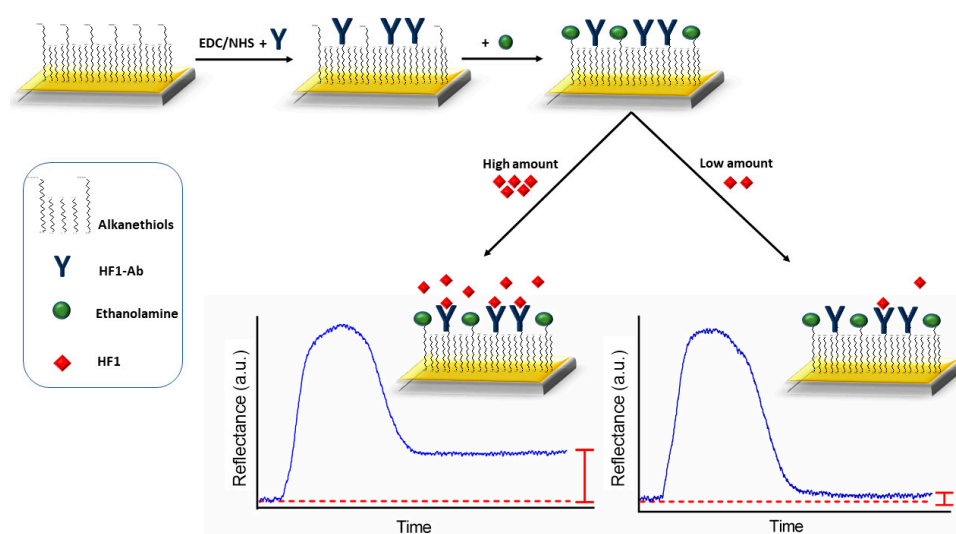 EDC/NHS +
+
High amount
Low amount
Alkanethiols
HF1-Ab
Ethanolamine
HF1
Reflectance (a.u.)
Time
Reflectance (a.u.)
Time